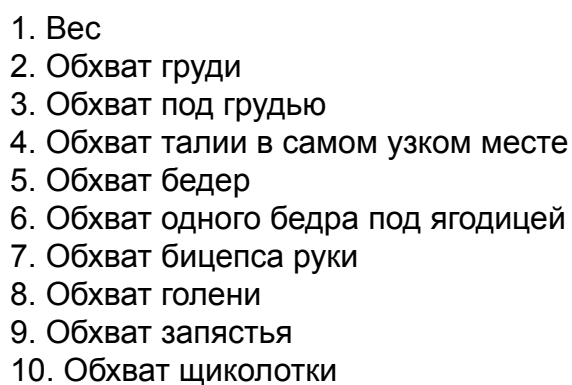 1. Вес
2. Обхват груди
3. Обхват под грудью
4. Обхват талии в самом узком месте
5. Обхват бедер
6. Обхват одного бедра под ягодицей
7. Обхват бицепса руки
8. Обхват голени
9. Обхват запястья
10. Обхват щиколотки